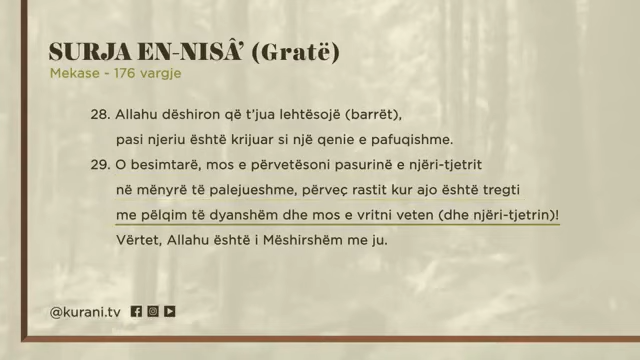 SURJA EN-NISÂ’ (Gratë)
Mekase - 176 vargje
28. Allahu dëshiron që t’jua lehtësojë (barrët),
pasi njeriu është krijuar si një qenie e pafuqishme.
29. O besimtarë, mos e përvetësoni pasurinë e njëri-tjetrit
në mënyrë të palejueshme, përveç rastit kur ajo është tregti
me pëlqim të dyanshëm dhe mos e vritni veten (dhe njëri-tjetrin)!
Vërtet, Allahu është i Mëshirshëm me ju.
@kurani.tv